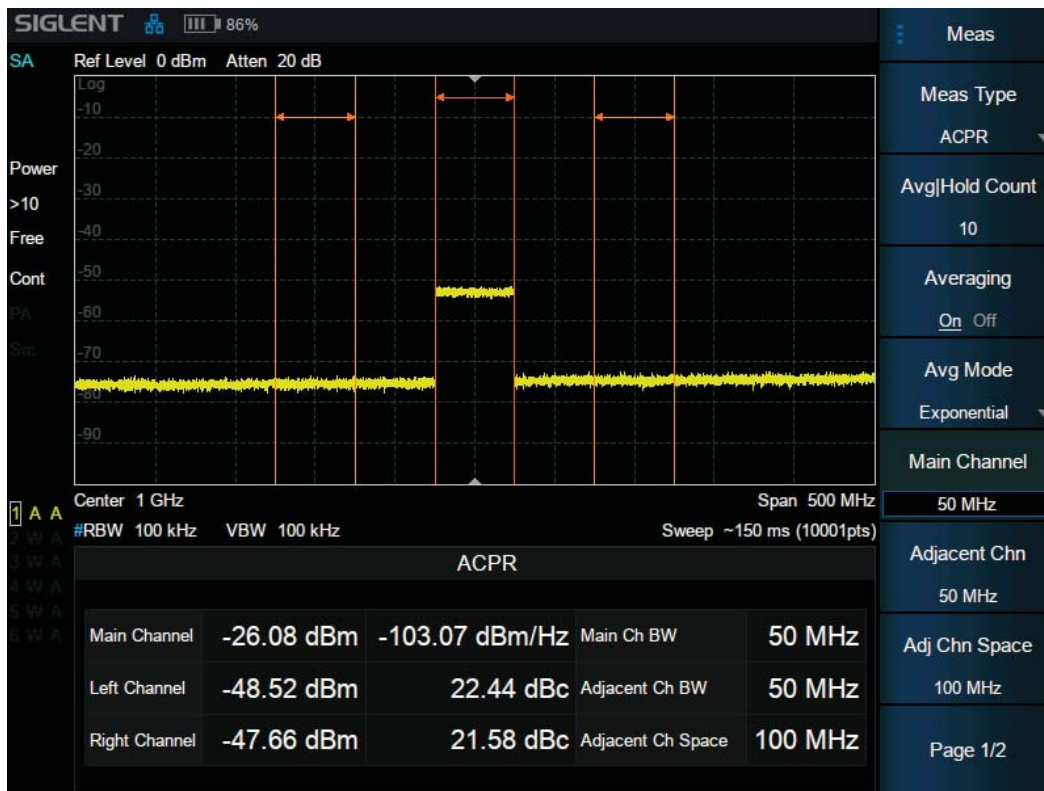 SIGLENT 86%
SA Ref Level 0 dBm Atten 20 dB
Log
-10
-20
Power
-30
>10
-40
Free
-50
Cont
-60
PA
Src
-70
-80
-90
Center 1 GHz Span 500 MHz
#RBW 100 kHz VBW 100 kHz Sweep ~150 ms (10001pts)
1 A A
2 W A
3 W A
4 W A
5 W A
6 W A
ACPR
Main Channel -26.08 dBm -103.07 dBm/Hz Main Ch BW 50 MHz
Left Channel -48.52 dBm 22.44 dBc Adjacent Ch BW 50 MHz
Right Channel -47.66 dBm 21.58 dBc Adjacent Ch Space 100 MHz
Meas
Meas Type
ACPR
Avg|Hold Count
10
Averaging
On Off
Avg Mode
Exponential
Main Channel
50 MHz
Adjacent Chn
50 MHz
Adj Chn Space
100 MHz
Page 1/2